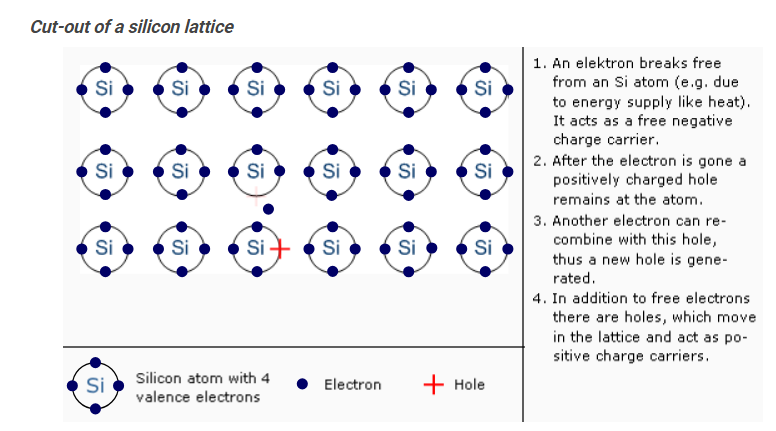 Cut-out of a silicon lattice
Si Si Si Si Si Si
Si Si Si Si Si Si
Si Si Si Si Si Si
1. An elektron breaks free
from an Si atom (e.g. due
to energy supply like heat).
It acts as a free negative
charge carrier.
2. After the electron is gone a
positively charged hole
remains at the atom.
3. Another electron can re-
combine with this hole,
thus a new hole is gene-
rated.
4. In addition to free electrons
there are holes, which move
in the lattice and act as po-
sitive charge carriers.
Si
Silicon atom with 4
valence electrons
Electron
Hole